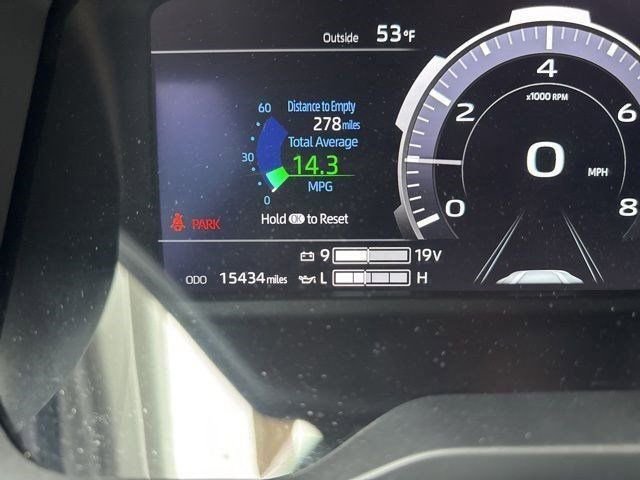 Outside 53°F
60 Distance to Empty
278 miles
Total Average
30 14.3
MPG
0
Hold OK to Reset
PARK
9 19V
ODO 15434 miles L H
4
x1000 RPM
2 6
0 MPH
0 8